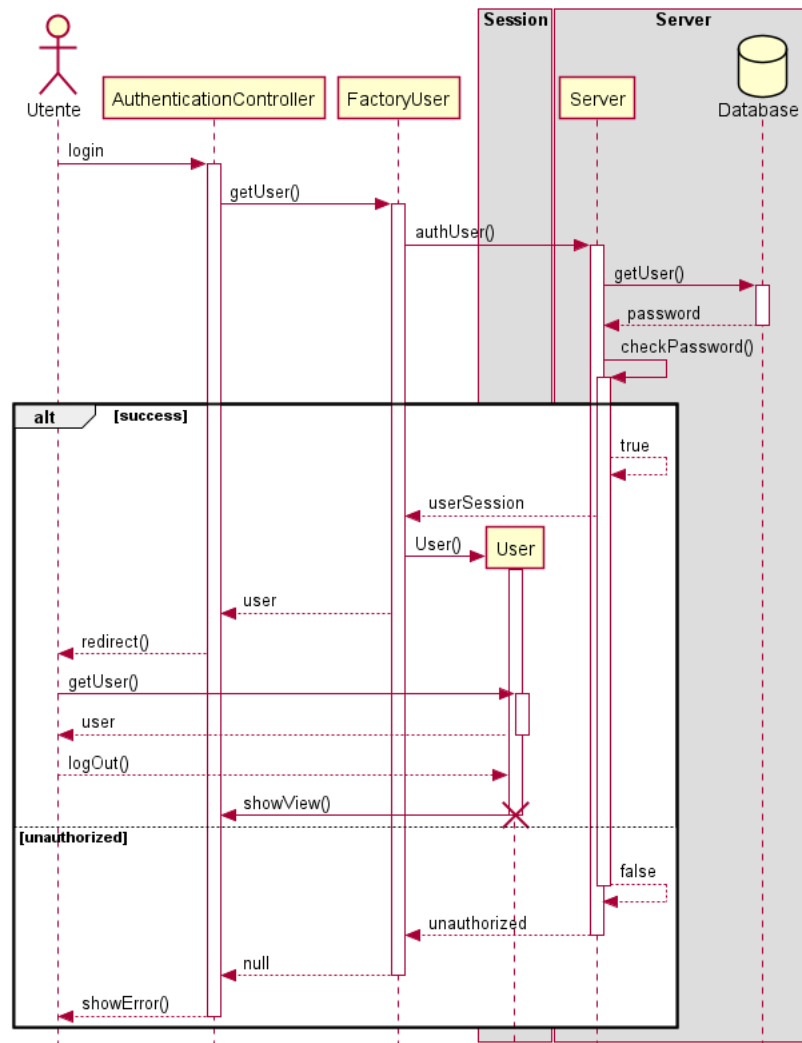 Session
Server
Utente
AuthenticationController
FactoryUser
Server
Database
login
getUser()
authUser()
getUser()
password
checkPassword()
alt
[success]
true
userSession
User()
User
user
redirect()
getUser()
user
logOut()
showView()
[unauthorized]
false
unauthorized
null
showError()